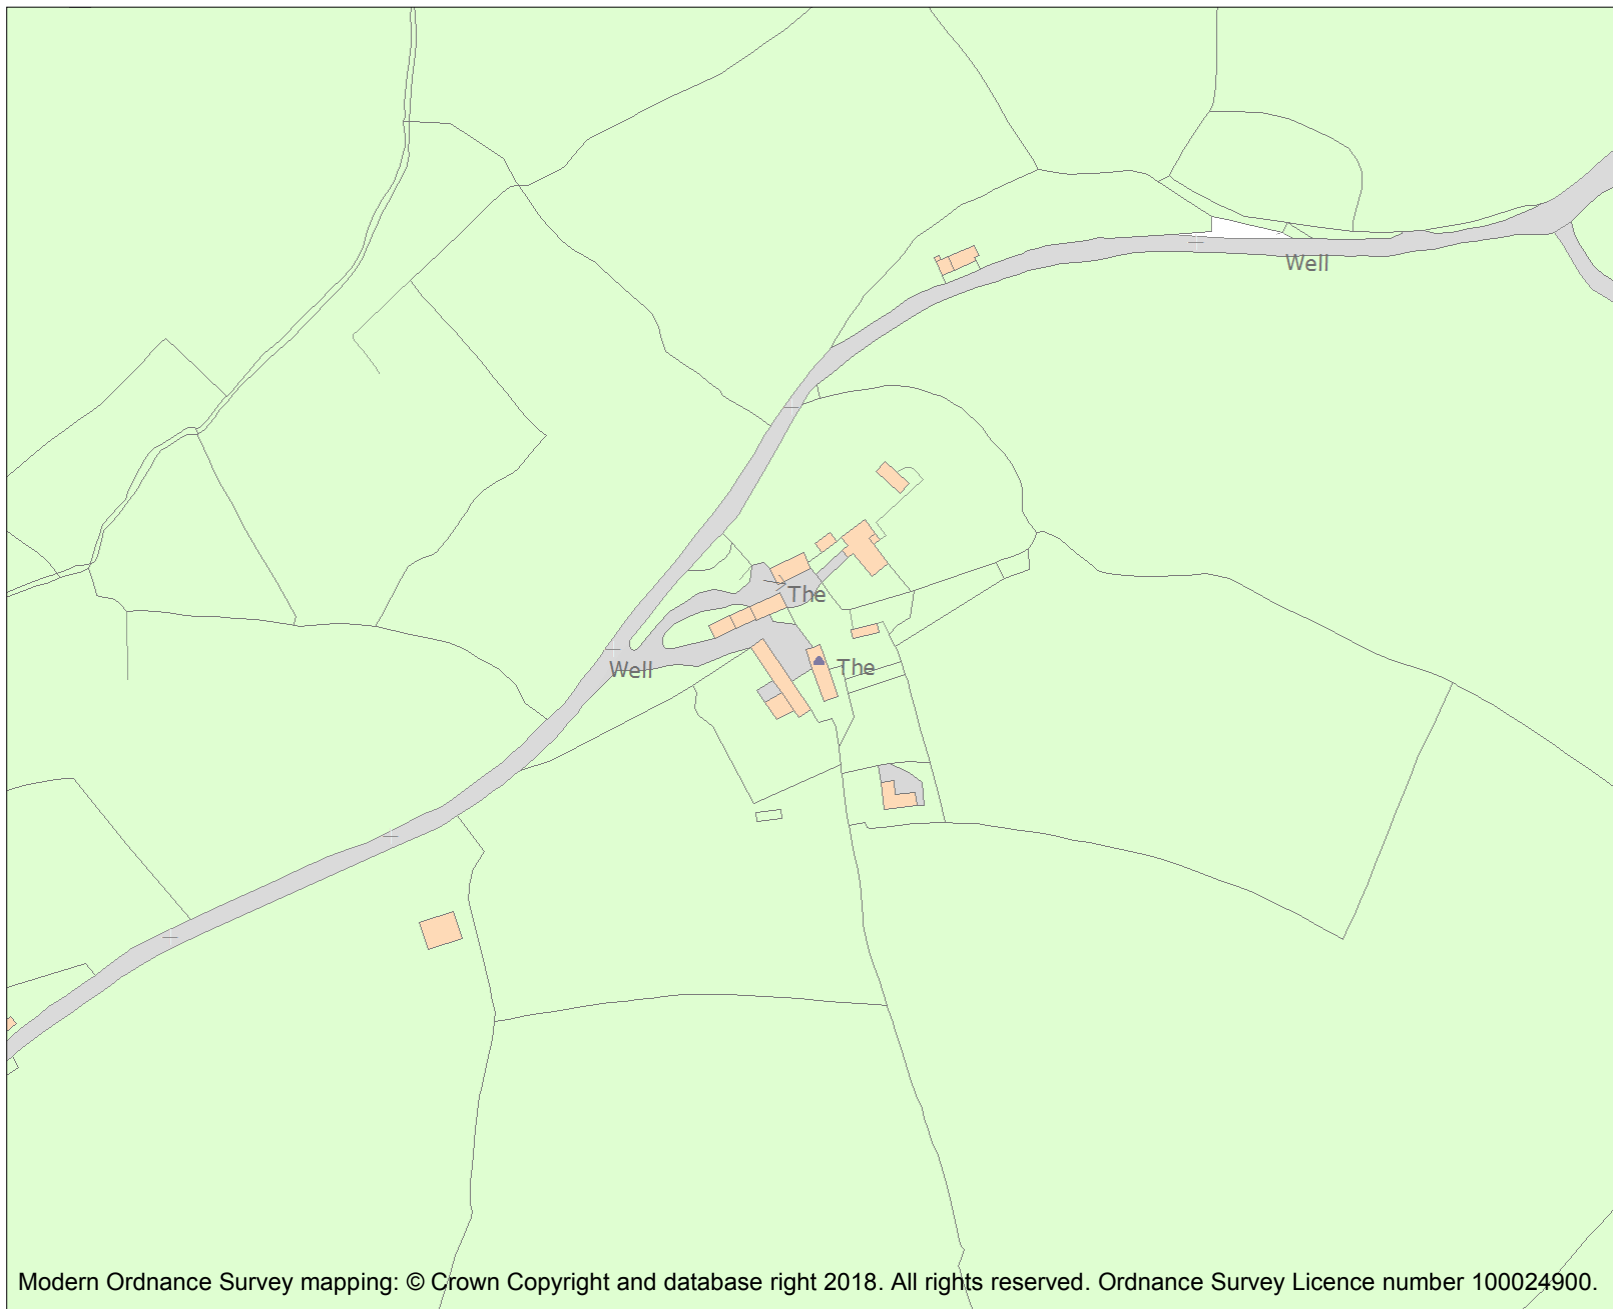 Well
The
The
Well
Modern Ordnance Survey mapping: © Crown Copyright and database right 2018. All rights reserved. Ordnance Survey Licence number 100024900.